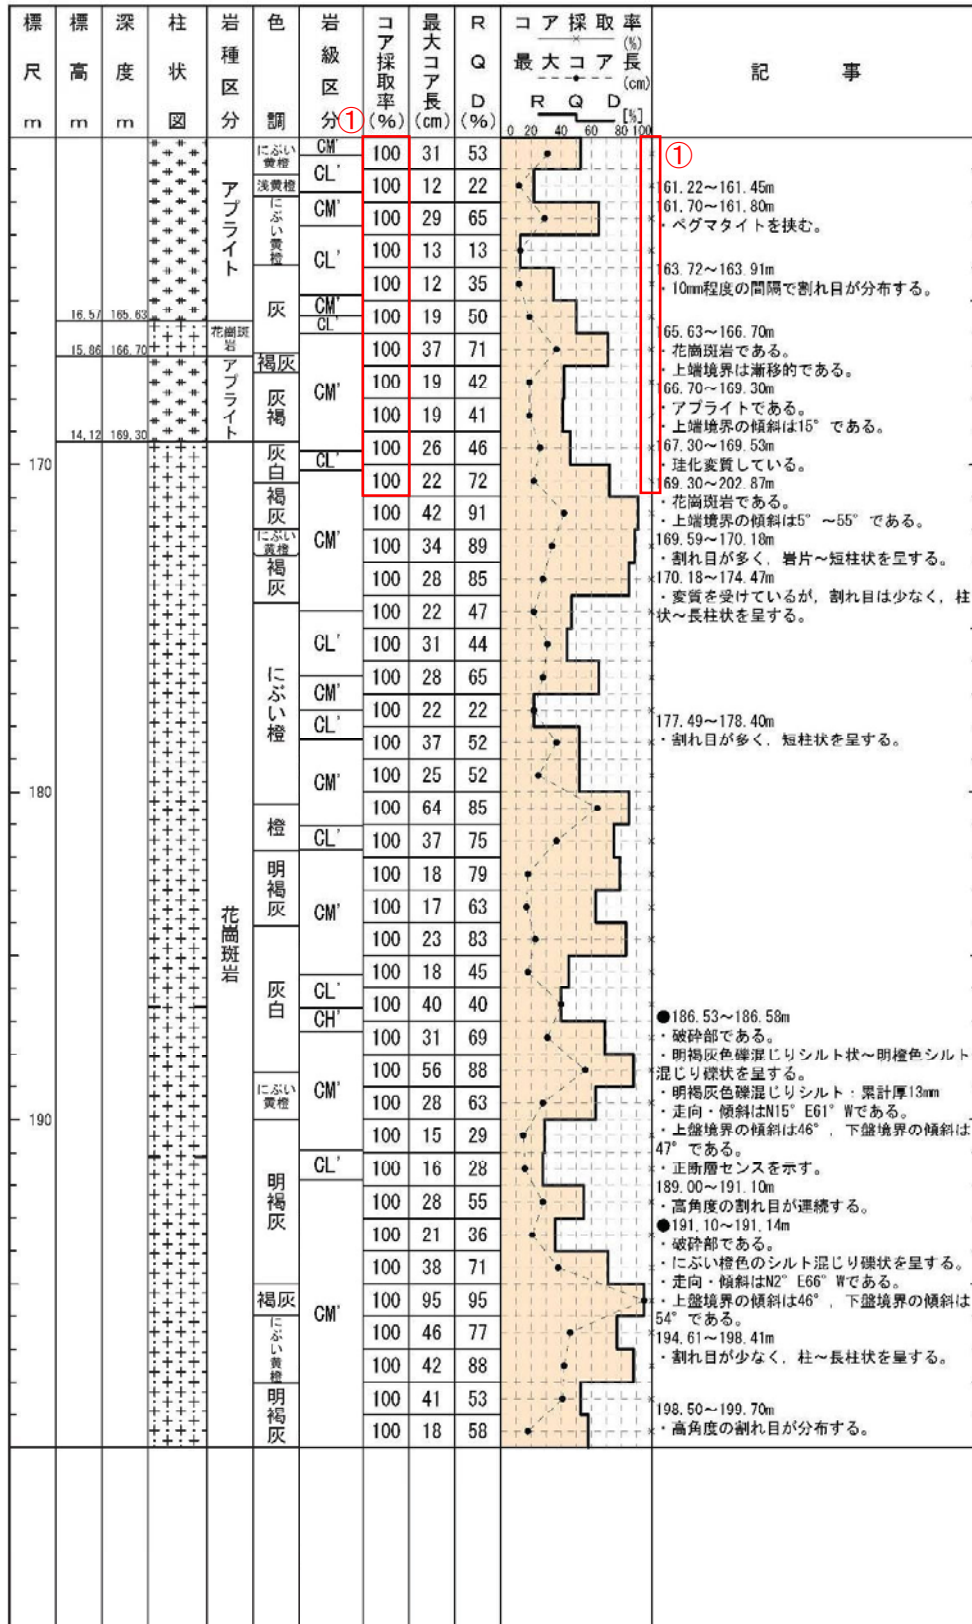 標尺m
標高m
深度m
柱状図
岩種区分
色調
岩級区分
コア採取率(%)
最大コア長(cm)
RQD(%)
コア採取率(%)
最大コア長(cm)
RQD[%]
0 20 40 60 80 100
記事
①
①
170
180
190
16.57 165.63
15.86 166.70
14.12 169.30
アプライト
花崗斑岩
アプライト
花崗斑岩
にぶい黄橙
浅黄橙
にぶい黄橙
灰
褐灰
灰褐
灰白
褐灰
にぶい黄橙
褐灰
にぶい橙
橙
明褐灰
灰白
にぶい黄橙
明褐灰
褐灰
にぶい黄橙
明褐灰
CM'
CL'
CM'
CL'
CM'
CL'
CM'
CL'
CM'
CL'
CM'
CL'
CM'
CL'
CM'
CL'
CH'
CM'
CL'
CM'
100 31 53
100 12 22
100 29 65
100 13 13
100 12 35
100 19 50
100 37 71
100 19 42
100 19 41
100 26 46
100 22 72
100 42 91
100 34 89
100 28 85
100 22 47
100 31 44
100 28 65
100 22 22
100 37 52
100 25 52
100 64 85
100 37 75
100 18 79
100 17 63
100 23 83
100 18 45
100 40 40
100 31 69
100 56 88
100 28 63
100 15 29
100 16 28
100 28 55
100 21 36
100 38 71
100 95 95
100 46 77
100 42 88
100 41 53
100 18 58
161.22～161.45m
161.70～161.80m
・ペグマタイトを挟む。
163.72～163.91m
・10mm程度の間隔で割れ目が分布する。
165.63～166.70m
・花崗斑岩である。
・上端境界は漸移的である。
166.70～169.30m
・アプライトである。
・上端境界の傾斜は15°である。
167.30～169.53m
・珪化変質している。
169.30～202.87m
・花崗斑岩である。
・上端境界の傾斜は5°～55°である。
169.59～170.18m
・割れ目が多く、岩片～短柱状を呈する。
170.18～174.47m
・変質を受けているが，割れ目は少なく，柱
状～長柱状を呈する。
177.49～178.40m
・割れ目が多く，短柱状を呈する。
●186.53～186.58m
・破砕部である。
・明褐灰色礫混じりシルト状～明橙色シルト
混じり礫状を呈する。
・明褐灰色礫混じりシルト：累計厚13mm
・走向・傾斜はN15°E61°Wである。
・上盤境界の傾斜は46°，下盤境界の傾斜は
47°である。
・正断層センスを示す。
189.00～191.10m
・高角度の割れ目が連続する。
●191.10～191.14m
・破砕部である。
・にぶい橙色のシルト混じり礫状を呈する。
・走向・傾斜はN2°E66°Wである。
・上盤境界の傾斜は46°，下盤境界の傾斜は
54°である。
194.61～198.41m
・割れ目が少なく，柱～長柱状を呈する。
198.50～199.70m
・高角度の割れ目が分布する。